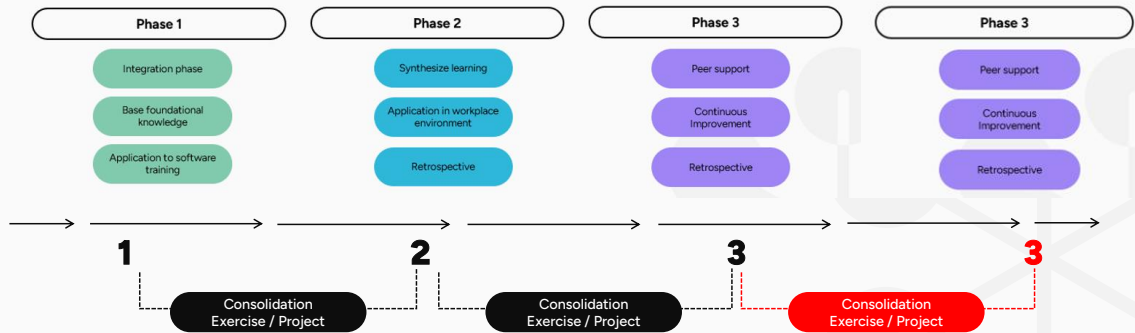 Phase 1
Phase 2
Phase 3
Phase 3
Integration phase
Synthesize learning
Peer support
Peer support
Base foundational
knowledge
Application in workplace
environment
Continuous
Improvement
Continuous
Improvement
Application to software
training
Retrospective
Retrospective
Retrospective
1
2
3
3
Consolidation
Exercise / Project
Consolidation
Exercise / Project
Consolidation
Exercise / Project